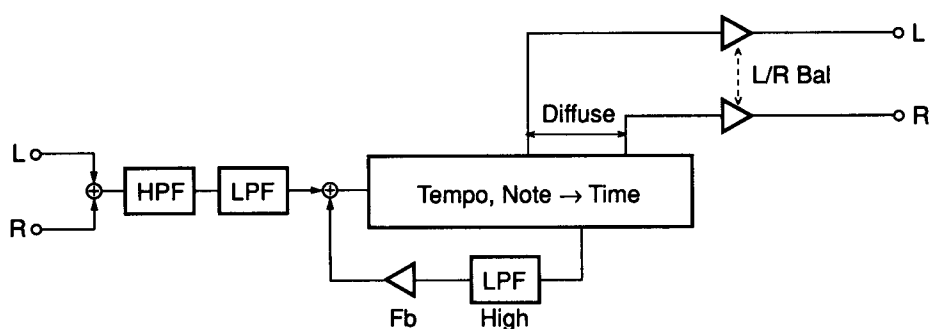 L
L/R Bal
Diffuse
R
L
HPF
LPF
Tempo, Note → Time
R
LPF
Fb
High